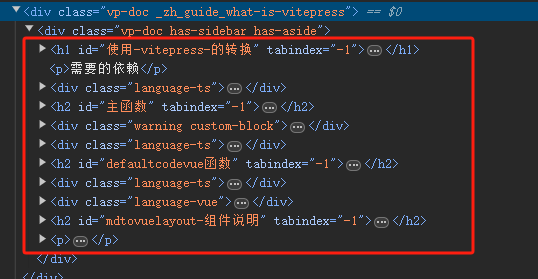 ▼<div class="vp-doc _zh_guide_what-is-vitepress"> == $0
▼<div class="vp-doc has-sidebar has-aside">
▶<h1 id="使用-vitepress-的转换" tabindex="-1">…</h1>
<p>需要的依赖</p>
▶<div class="language-ts">…</div>
▶<h2 id="主函数" tabindex="-1">…</h2>
▶<div class="warning custom-block">…</div>
▶<div class="language-ts">…</div>
▶<h2 id="defaultcodevue函数" tabindex="-1">…</h2>
▶<div class="language-ts">…</div>
▶<div class="language-vue">…</div>
▶<h2 id="mdtovuelayout-组件说明" tabindex="-1">…</h2>
▶<p>…</p>
</div>
</div>